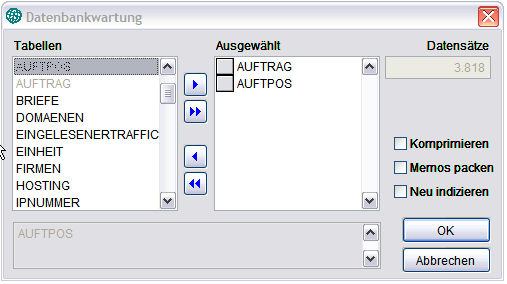 Datenbankwartung
Tabellen
Ausgewählt
Datensätze
AUFTPOS
AUFTRAG
BRIEFE
DOMAENEN
EINGELESENERTRAFFIC
EINHEIT
FIRMEN
HOSTING
IPNUMMER
AUFTRAG
AUFTPOS
3.818
Komprimieren
Memos packen
Neu indizieren
AUFTPOS
OK
Abbrechen